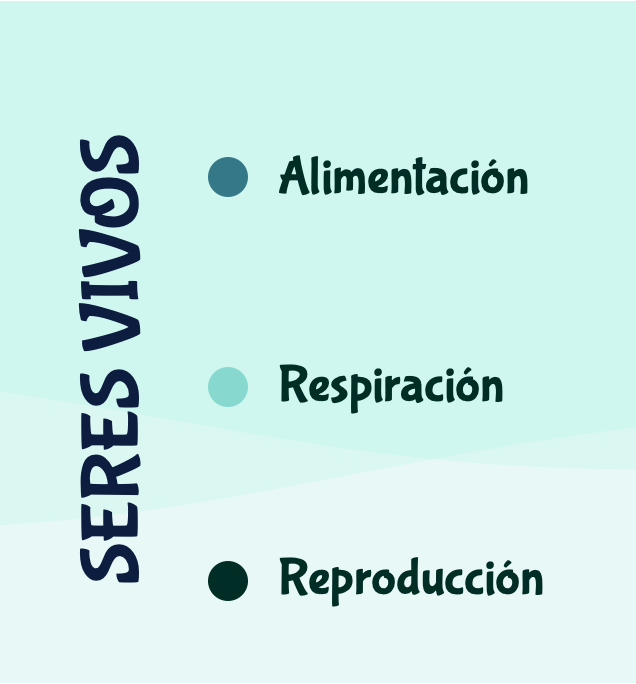 SERES VIVOS
Alimentación
Respiración
Reproducción